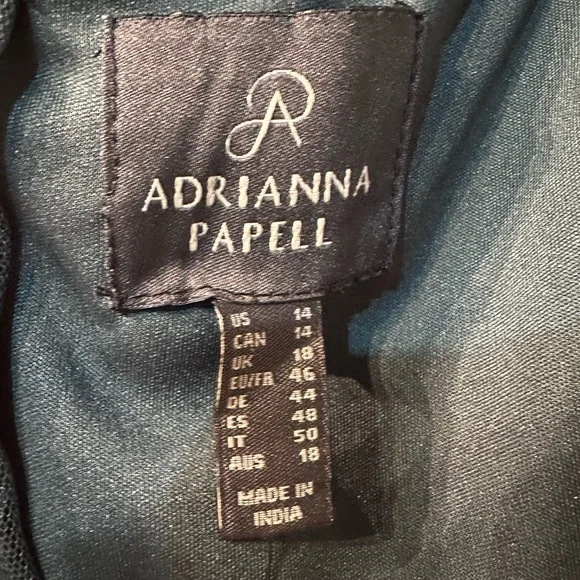 ADRIANNA
PAPELL
US 14
CAN 14
UK 18
EU/FR 46
DE 44
ES 48
IT 50
AUS 18
MADE IN
INDIA